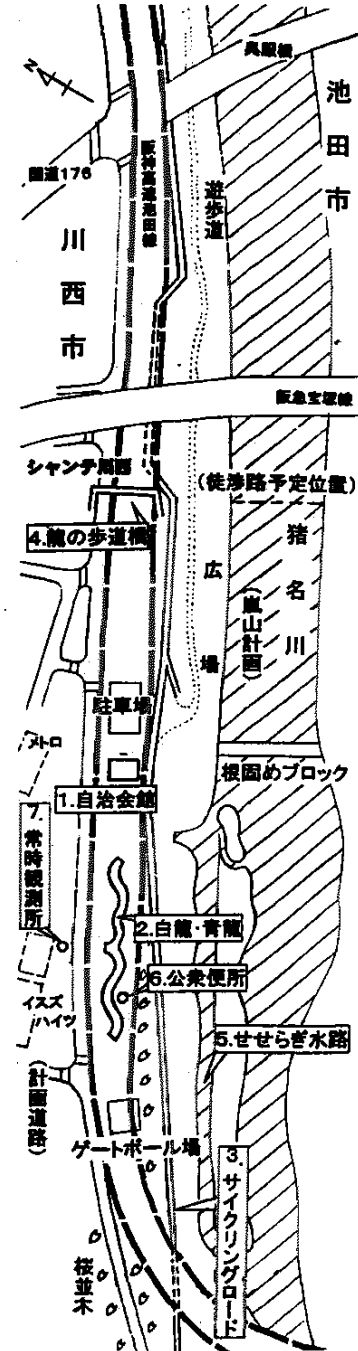 N
呉服橋
池田市
国道176
阪神高速池田線
遊歩道
川西市
阪急宝塚線
シャンテ川西
(徒渉路予定位置)
4.龍の歩道橋
広場
猪名川
(嵐山計画)
駐車場
メトロ
根固めブロック
1.自治会館
7.常時観測所
2.白龍・青龍
6.公衆便所
イスズ
ハイツ
5.せせらぎ水路
(計画道路)
ゲートボール場
3.サイクリングロード
桜並木